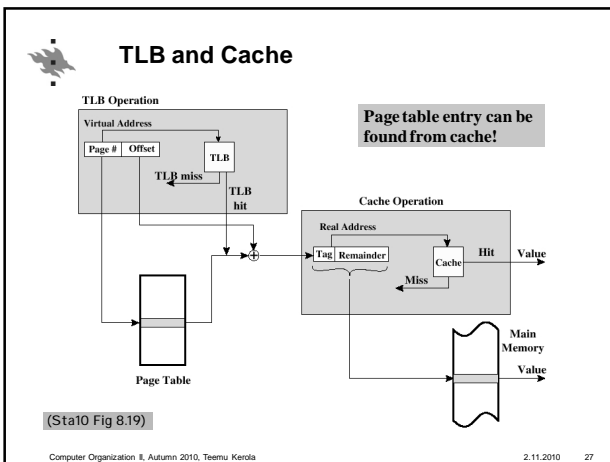 TLB and Cache
TLB Operation
Virtual Address
Page # Offset
TLB
TLB miss
TLB
hit
Page table entry can be
found from cache!
Cache Operation
Real Address
Tag Remainder
Cache
Hit
Value
Miss
Main
Memory
Value
Page Table
(Sta10 Fig 8.19)
Computer Organization II, Autumn 2010, Teemu Kerola
2.11.2010
27